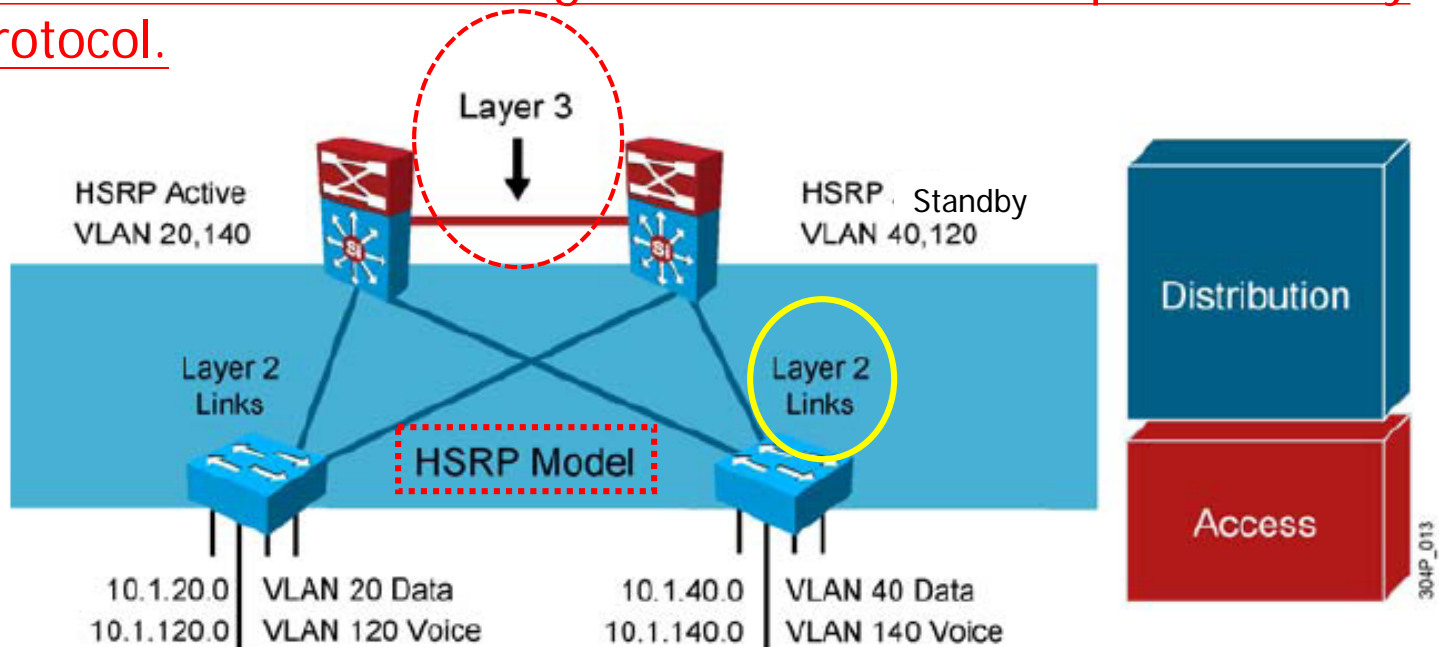 rotocol.
Layer 3
HSRP Active
VLAN 20,140
HSRP Standby
VLAN 40,120
Distribution
Layer 2
Links
Layer 2
Links
HSRP Model
Access
304P_013
10.1.20.0 VLAN 20 Data
10.1.120.0 VLAN 120 Voice
10.1.40.0 VLAN 40 Data
10.1.140.0 VLAN 140 Voice